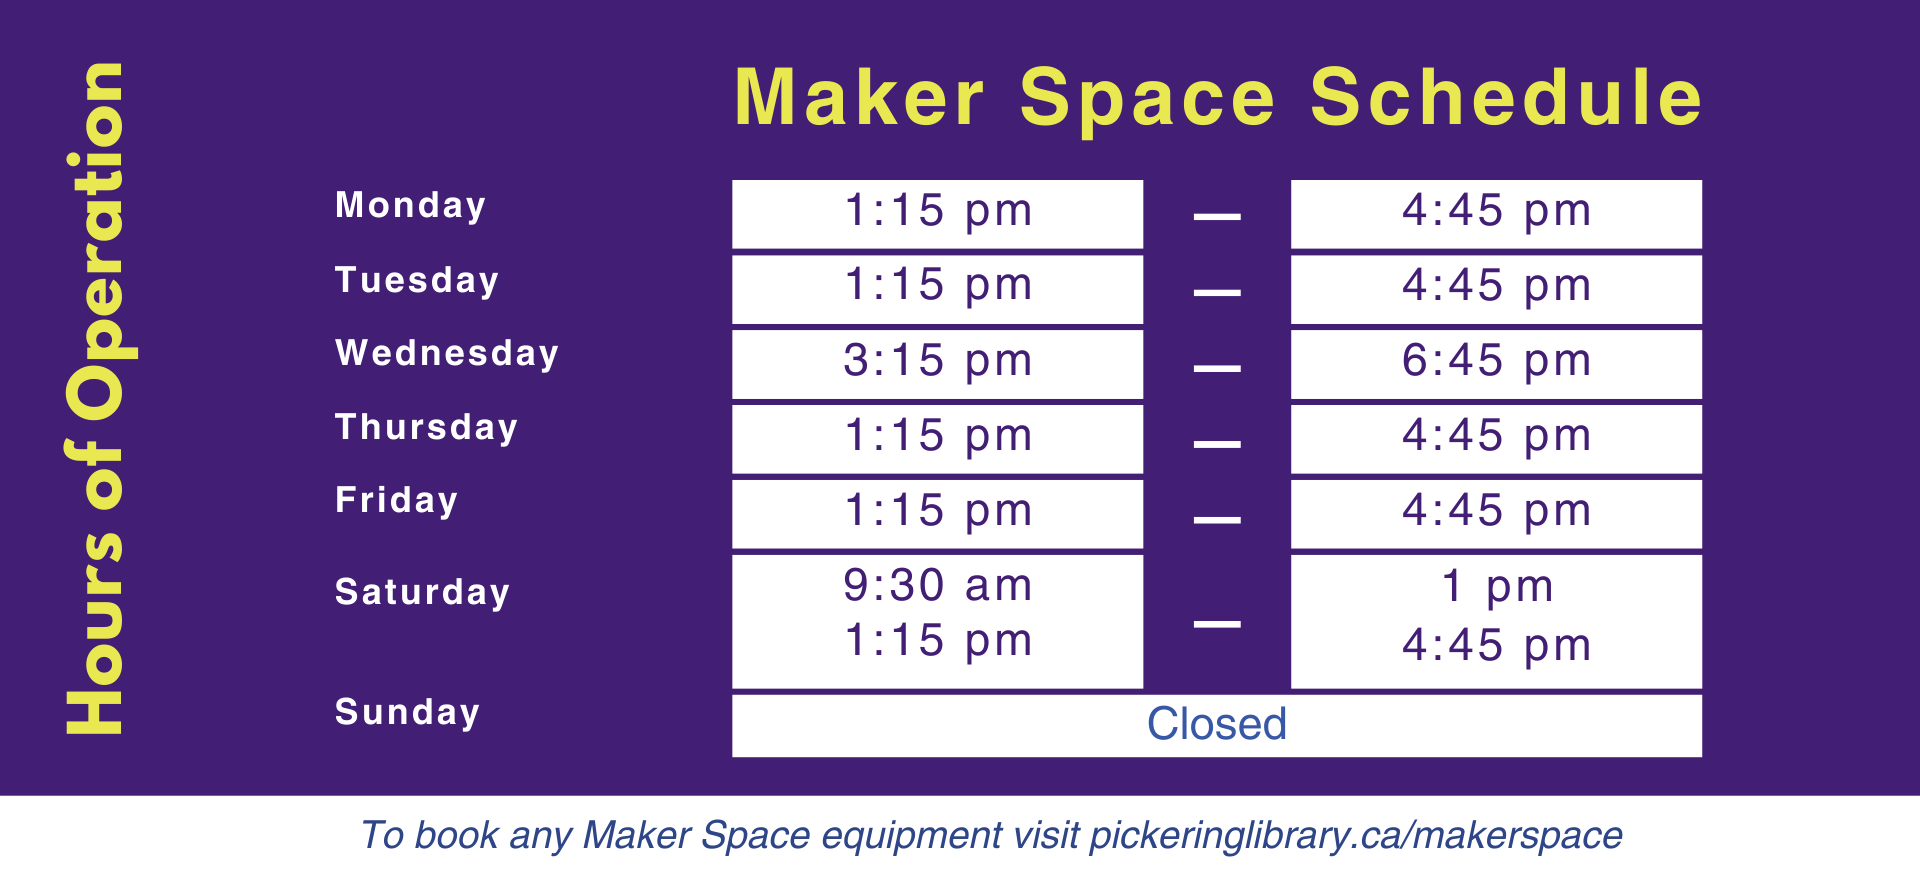 Hours of Operation
Maker Space Schedule
Monday 1:15 pm — 4:45 pm
Tuesday 1:15 pm — 4:45 pm
Wednesday 3:15 pm — 6:45 pm
Thursday 1:15 pm — 4:45 pm
Friday 1:15 pm — 4:45 pm
Saturday 9:30 am — 1 pm
1:15 pm 4:45 pm
Sunday Closed
To book any Maker Space equipment visit pickeringlibrary.ca/makerspace